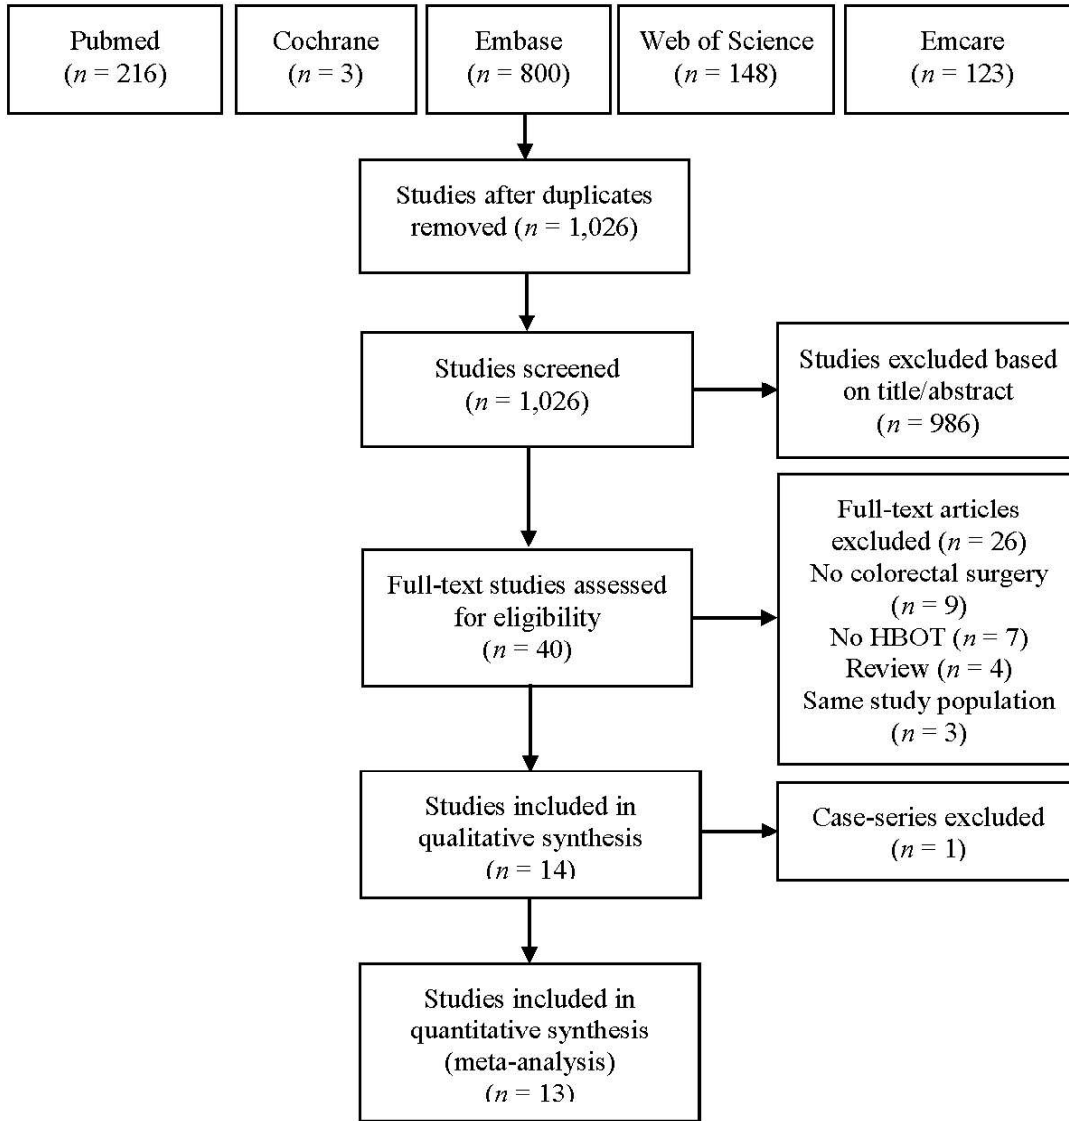 Pubmed
(n = 216)
Cochrane
(n = 3)
Embase
(n = 800)
Web of Science
(n = 148)
Emcare
(n = 123)
Studies after duplicates
removed (n = 1,026)
Studies screened
(n = 1,026)
Studies excluded based
on title/abstract
(n = 986)
Full-text studies assessed
for eligibility
(n = 40)
Full-text articles
excluded (n = 26)
No colorectal surgery
(n = 9)
No HBOT (n = 7)
Review (n = 4)
Same study population
(n = 3)
Studies included in
qualitative synthesis
(n = 14)
Case-series excluded
(n = 1)
Studies included in
quantitative synthesis
(meta-analysis)
(n = 13)